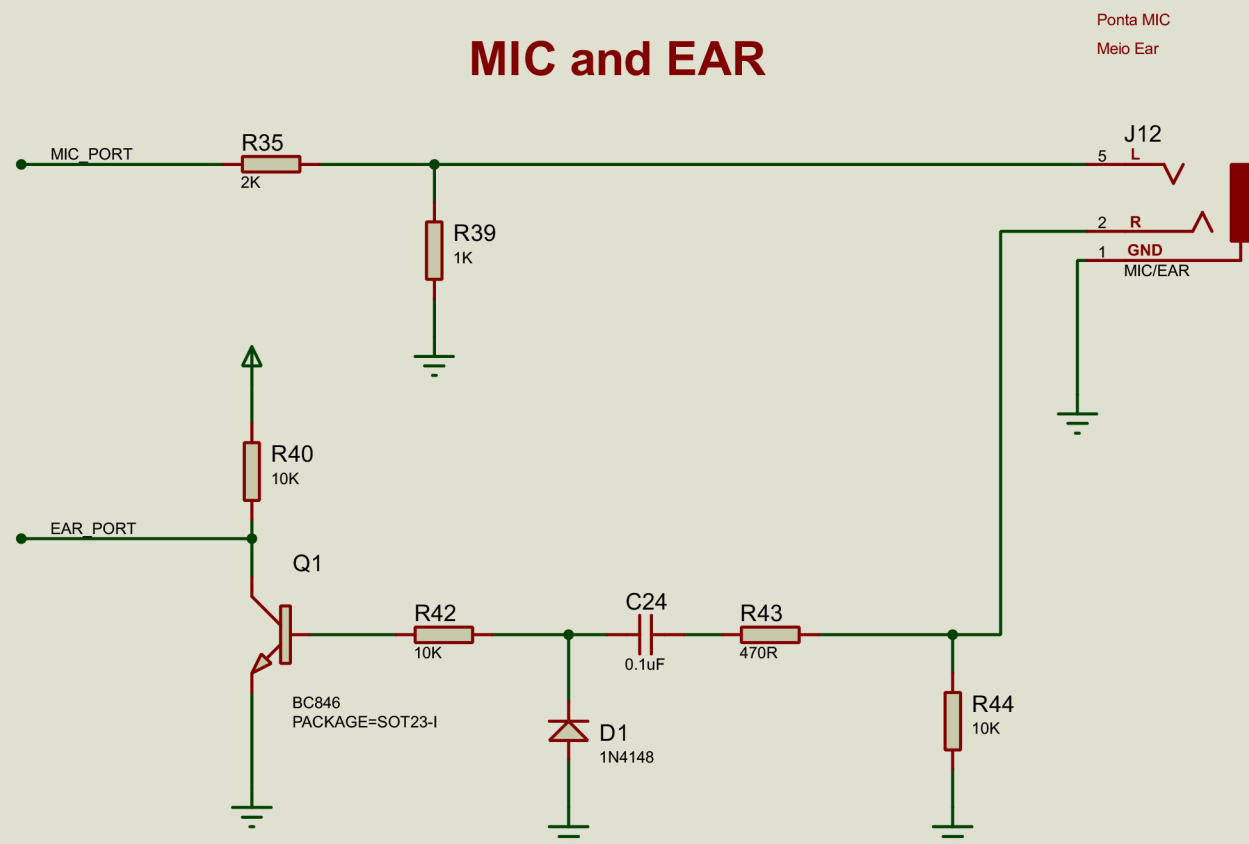 Ponta MIC
Meio Ear
MIC and EAR
J12
5 L
2 R
1 GND
MIC/EAR
MIC_PORT
R35
2K
R39
1K
R40
10K
EAR_PORT
Q1
BC846
PACKAGE=SOT23-I
R42
10K
C24
0.1uF
R43
470R
D1
1N4148
R44
10K